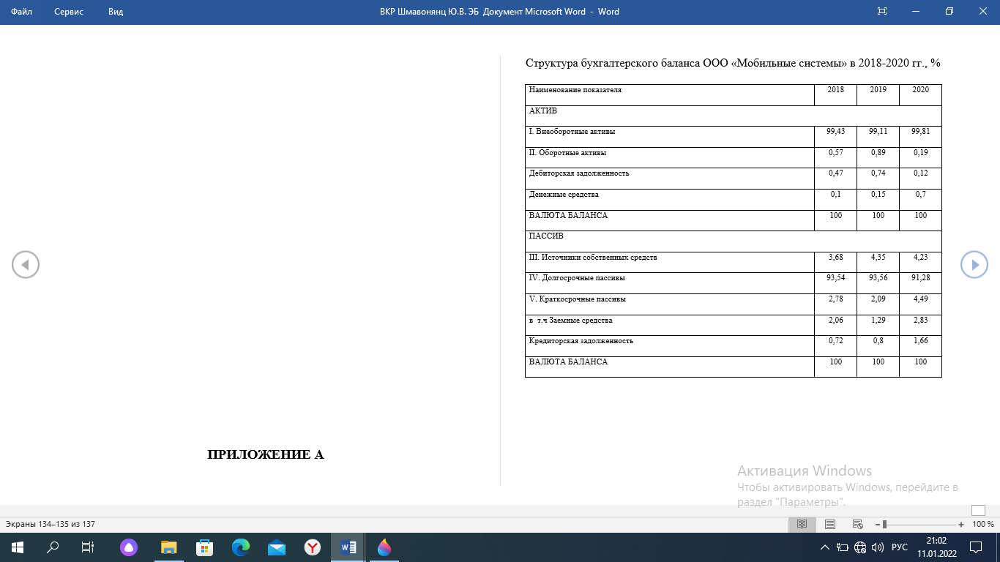 Файл Сервис Вид ВКР Шмавонянц Ю.В. ЭБ Документ Microsoft Word - Word
ПРИЛОЖЕНИЕ А
Структура бухгалтерского баланса ООО «Мобильные системы» в 2018-2020 гг., %
Наименование показателя 2018 2019 2020
АКТИВ
I. Внеоборотные активы 99,43 99,11 99,81
II. Оборотные активы 0,57 0,89 0,19
Дебиторская задолженность 0,47 0,74 0,12
Денежные средства 0,1 0,15 0,7
ВАЛЮТА БАЛАНСА 100 100 100
ПАССИВ
III. Источники собственных средств 3,68 4,35 4,23
IV. Долгосрочные пассивы 93,54 93,56 91,28
V. Краткосрочные пассивы 2,78 2,09 4,49
в т.ч Заемные средства 2,06 1,29 2,83
Кредиторская задолженность 0,72 0,8 1,66
ВАЛЮТА БАЛАНСА 100 100 100
Активация Windows
Чтобы активировать Windows, перейдите в
раздел "Параметры".
Экраны 134–135 из 137 100 %
РУС 21:02
11.01.2022